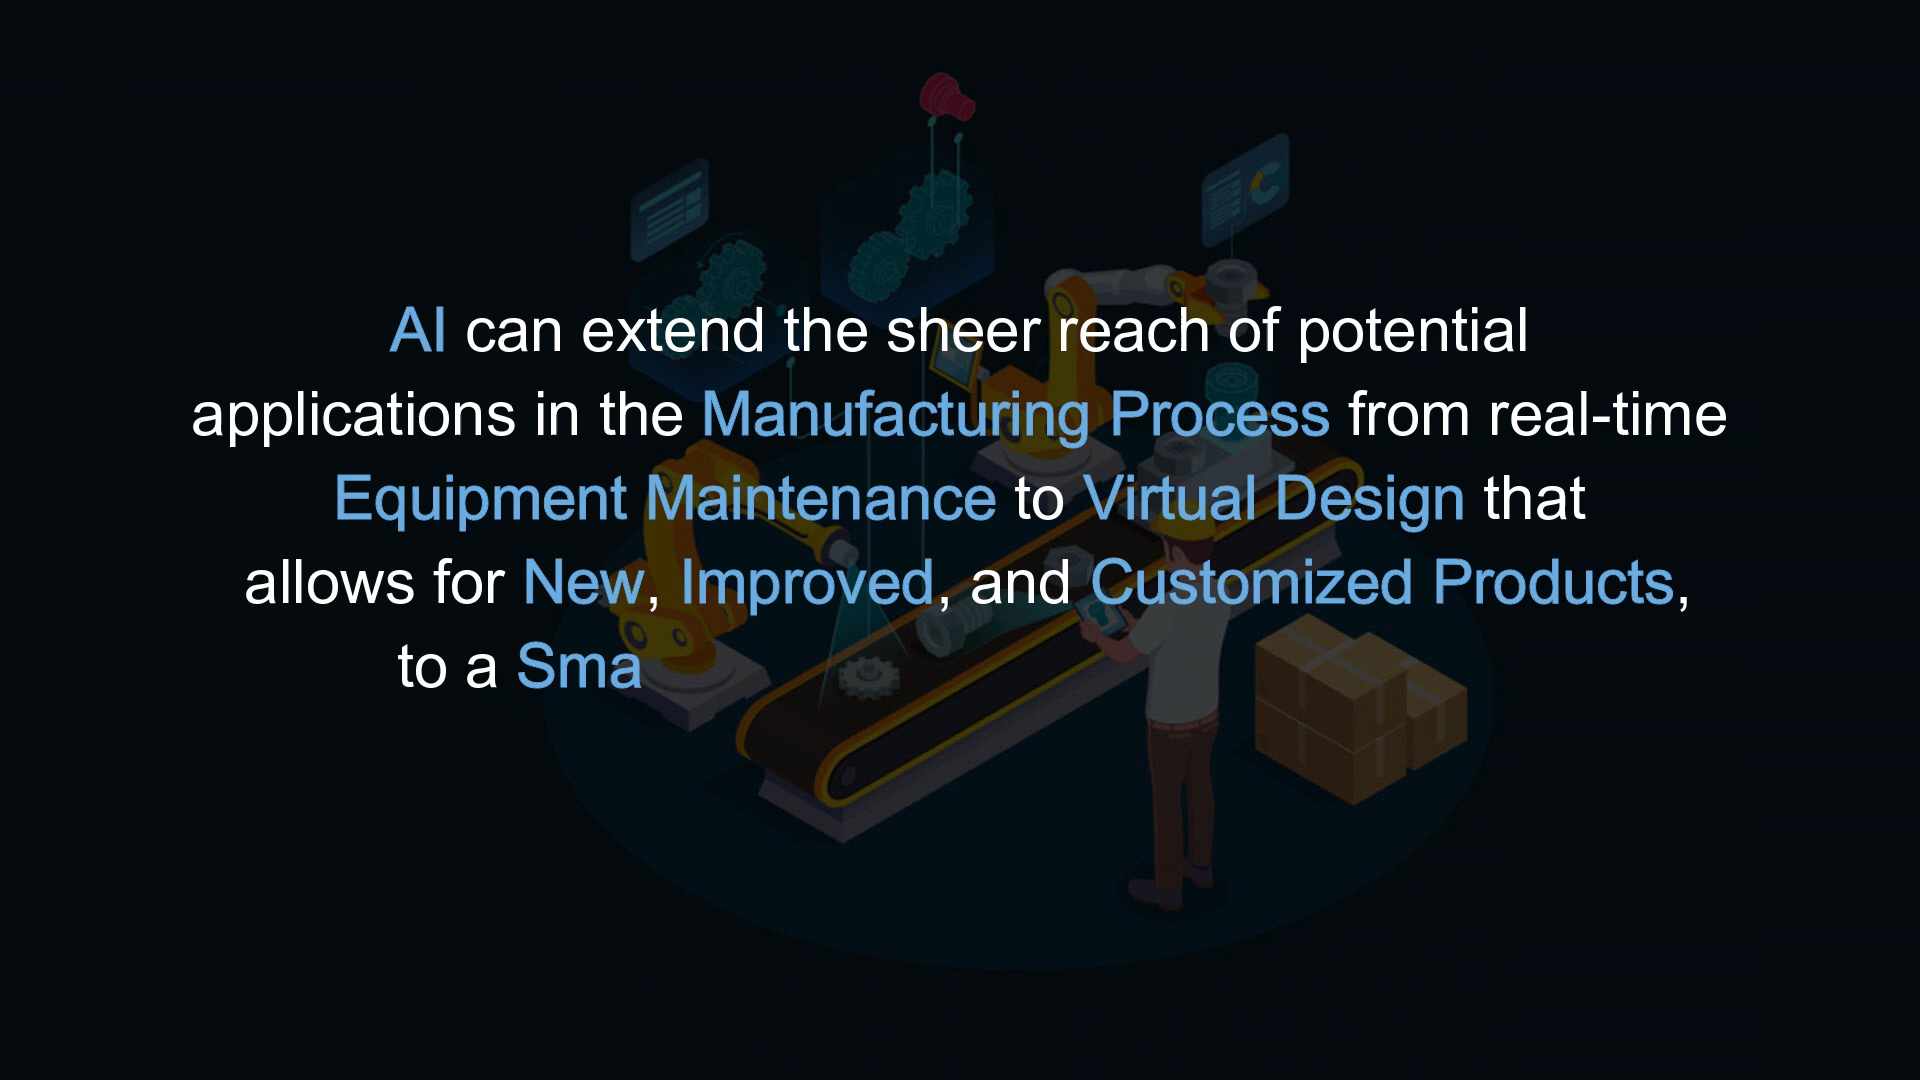 AI can extend the sheer reach of potential
applications in the Manufacturing Process from real-time
Equipment Maintenance to Virtual Design that
allows for New, Improved, and Customized Products,
to a Sma